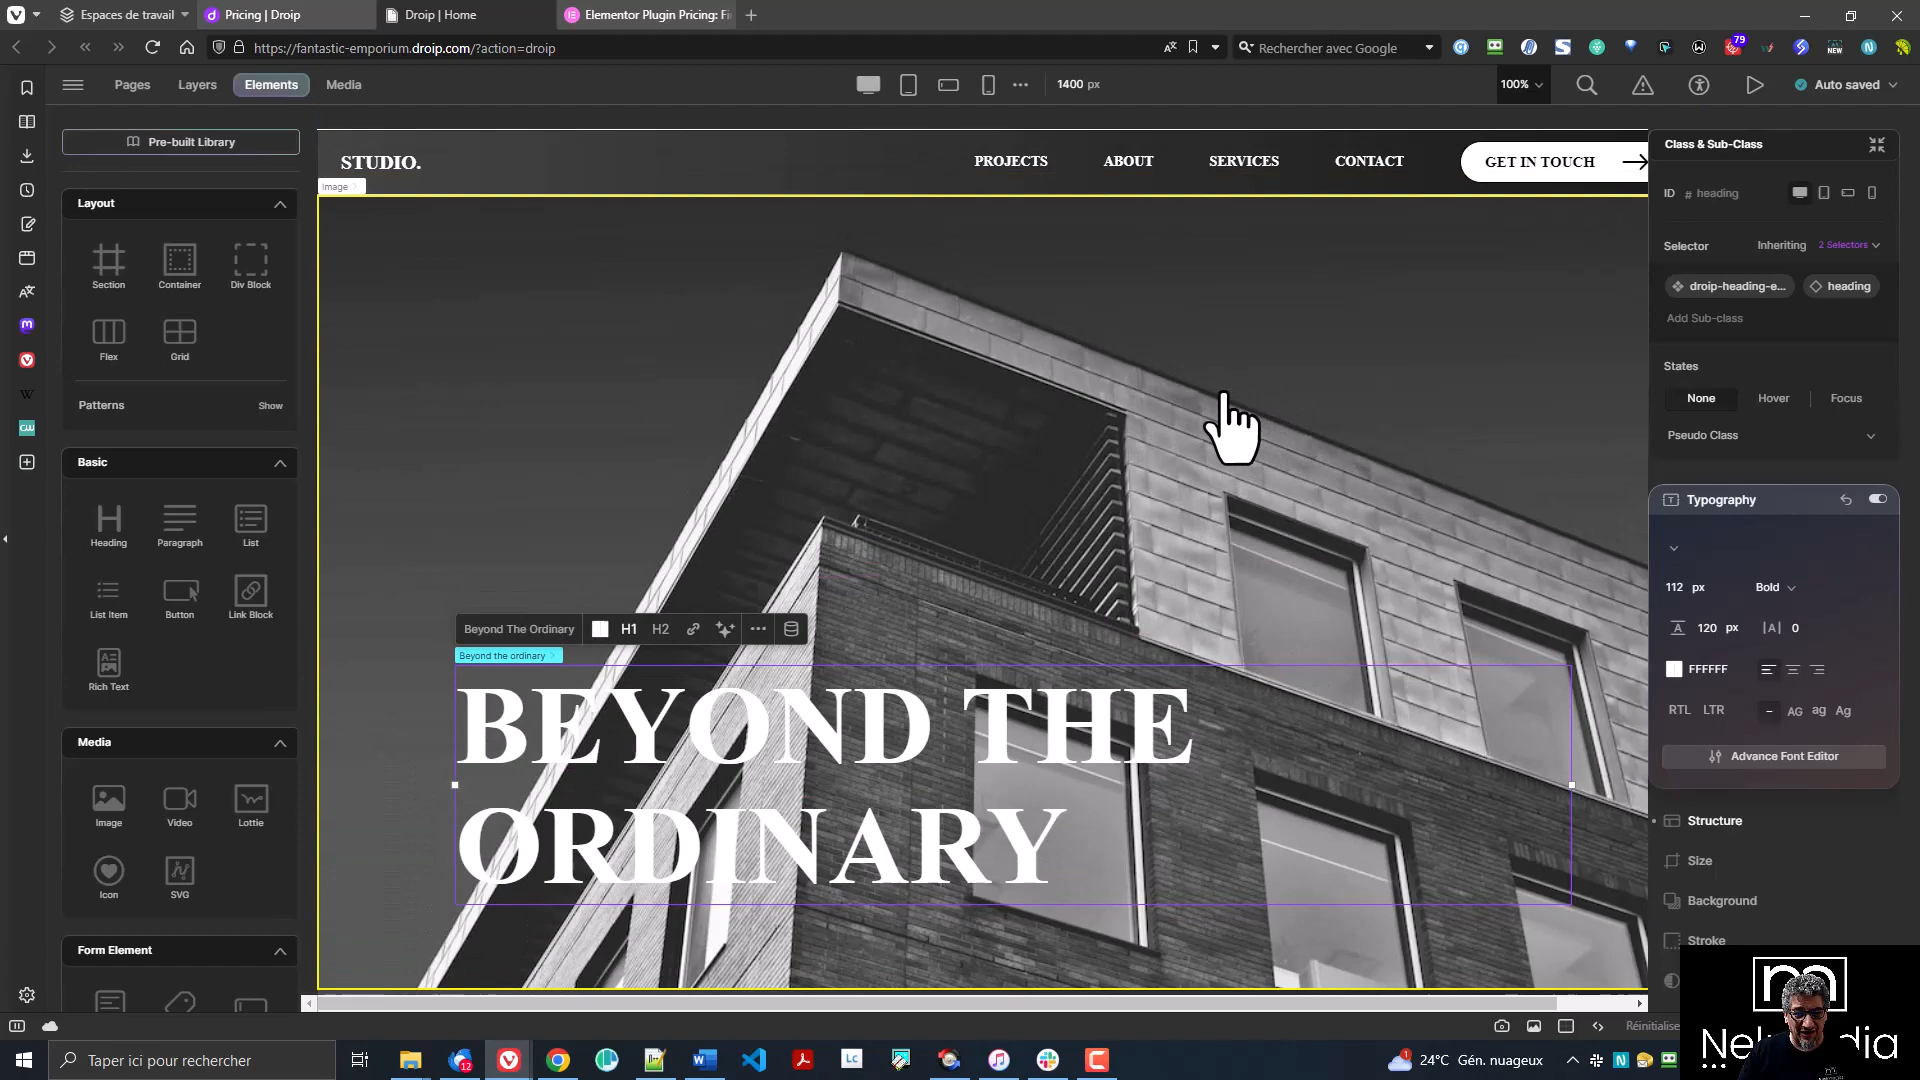 Espaces de travail
Pricing | Droip
Droip | Home
Elementor Plugin Pricing: Fi
https://fantastic-emporium.droip.com/?action=droip
Rechercher avec Google
79
NEW
Pages
Layers
Elements
Media
1400 px
100%
Auto saved
Pre-built Library
Layout
Section
Container
Div Block
Flex
Grid
Patterns
Show
Basic
Heading
Paragraph
List
List Item
Button
Link Block
Rich Text
Media
Image
Video
Lottie
Icon
SVG
Form Element
STUDIO.
PROJECTS
ABOUT
SERVICES
CONTACT
GET IN TOUCH
Image
Beyond The Ordinary
H1
H2
Beyond the ordinary
BEYOND THE
ORDINARY
Class & Sub-Class
ID # heading
Selector
Inheriting
2 Selectors
droip-heading-e...
heading
Add Sub-class
States
None
Hover
Focus
Pseudo Class
Typography
112 px
Bold
120 px
0
FFFFFF
RTL
LTR
AG
ag
Ag
Advance Font Editor
Structure
Size
Background
Stroke
Réinitialise
Taper ici pour rechercher
12
LC
1
24°C Gén. nuageux